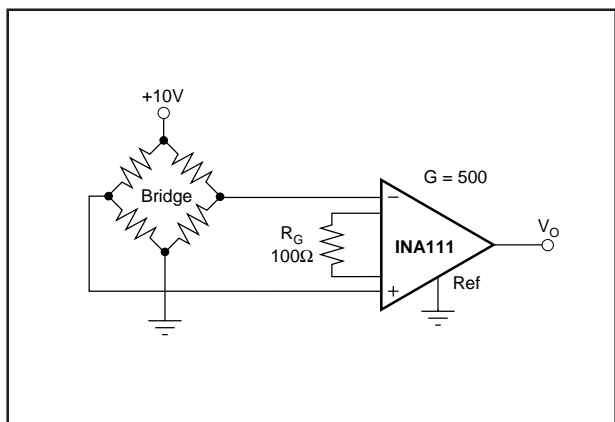 +10V
Bridge
G = 500
R_G
100Ω
−
INA111
+
V_O
Ref